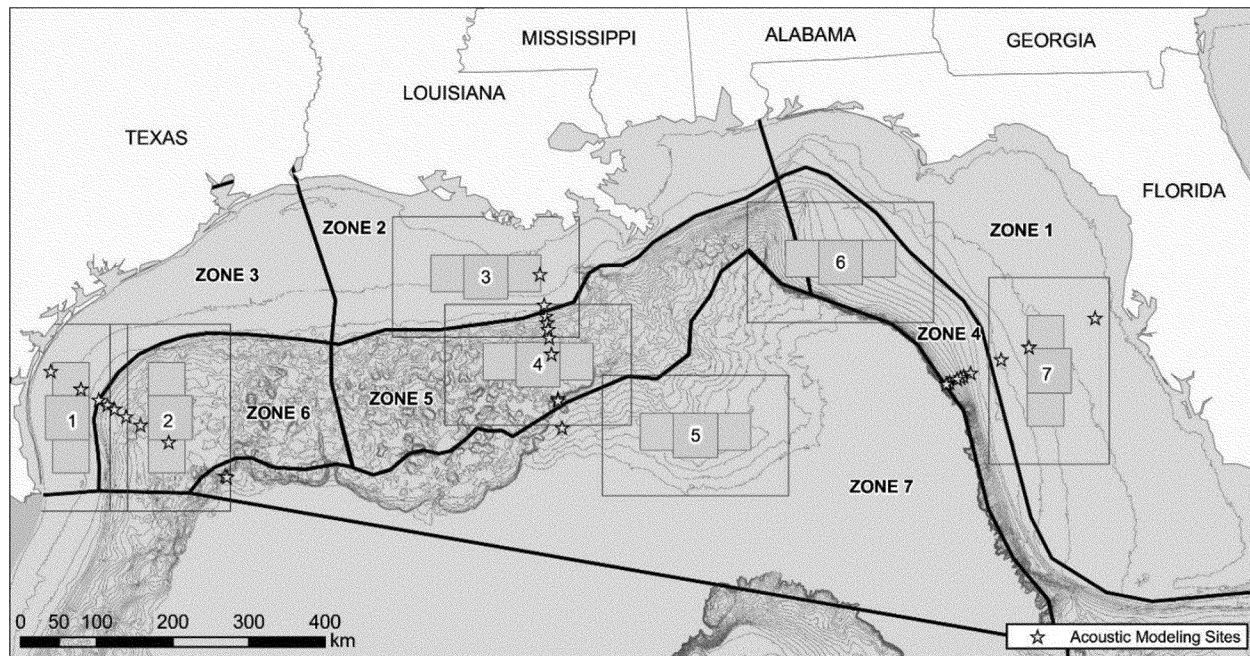 MISSISSIPPI
ALABAMA
GEORGIA
LOUISIANA
TEXAS
FLORIDA
ZONE 2
ZONE 1
ZONE 3
3
6
ZONE 4
4
7
ZONE 6
ZONE 5
1
2
5
ZONE 7
0 50 100 200 300 400
km
Acoustic Modeling Sites